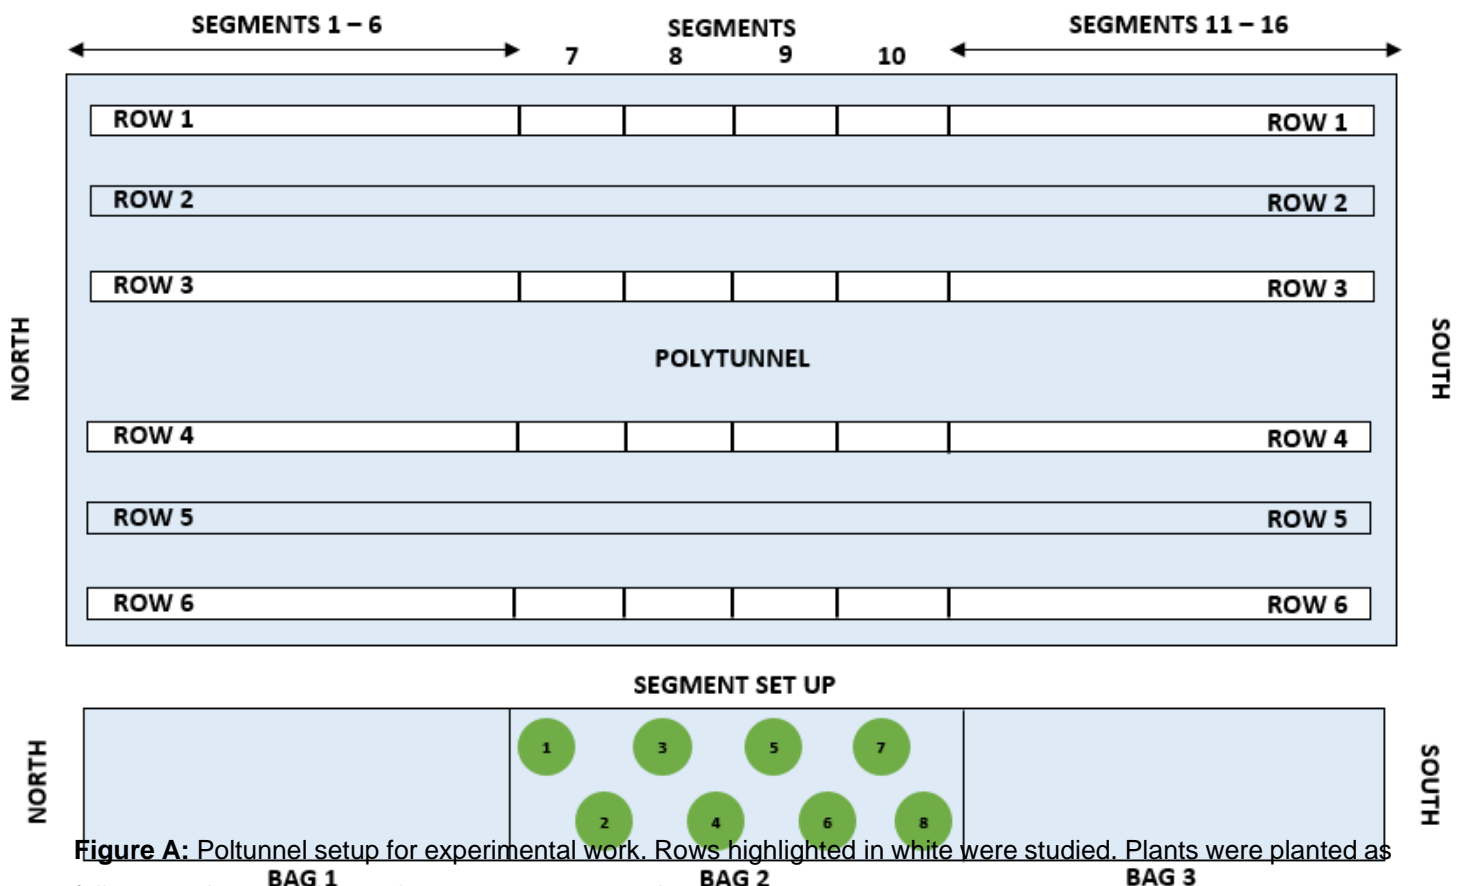 SEGMENTS 1 – 6 SEGMENTS SEGMENTS 11 – 16
7 8 9 10
ROW 1 ROW 1
ROW 2 ROW 2
ROW 3 ROW 3
NORTH POLYTUNNEL SOUTH
ROW 4 ROW 4
ROW 5 ROW 5
ROW 6 ROW 6
SEGMENT SET UP
NORTH SOUTH
1 3 5 7
2 4 6 8
Figure A: Poltunnel setup for experimental work. Rows highlighted in white were studied. Plants were planted as
BAG 1 BAG 2 BAG 3